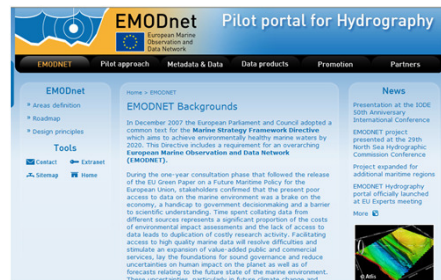 EMODnet
European Marine
Observation and
Data Network
Pilot portal for Hydrography
EMODNET
Pilot approach
Metadata & Data
Data products
Promotion
Partners
EMODnet
Areas definition
Roadmap
Design principles
Tools
Contact
Extranet
Sitemap
Home
Home > EMODNET
EMODNET Backgrounds
In December 2007 the European Parliament and Council adopted a
common text for the Marine Strategy Framework Directive
which aims to achieve environmentally healthy marine waters by
2020. This Directive includes a requirement for an overarching
European Marine Observation and Data Network
(EMODNET).
During the one-year consultation phase that followed the release
of the EU Green Paper on a Future Maritime Policy for the
European Union, stakeholders confirmed that the present poor
access to data on the marine environment was a brake on the
economy, a handicap to government decisionmaking and a barrier
to scientific understanding. Time spent collating data from
different sources represents a significant proportion of the costs
of environmental impact assessments and the lack of access to
data leads to duplication of costly research activity. Facilitating
access to high quality marine data will resolve difficulties and
stimulate an expansion of value-added public and commercial
services, lay the foundations for sound governance and reduce
uncertainties on human impact on the planet as well as of
forecasts relating to the future state of the marine environment.
News
Presentation at the IODE
50th Anniversary
International Conference
EMODNET project
presented at the 29th
North Sea Hydrographic
Commission Conference
Project expanded for
additional maritime regions
EMODNET Hydrography
portal officially launched
at EU Experts meeting
More